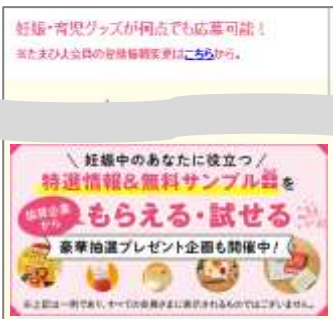 妊娠・育児グッズが何点でも応募可能！
※たまひよ会員の登録情報変更はこちらから。
妊娠中のあなたに役立つ
特選情報&無料サンプルを
協賛企業から
もらえる・試せる
豪華抽選プレゼント企画も開催中！
※上記は一例であり、すべての会員さまに表示されるものではございません。